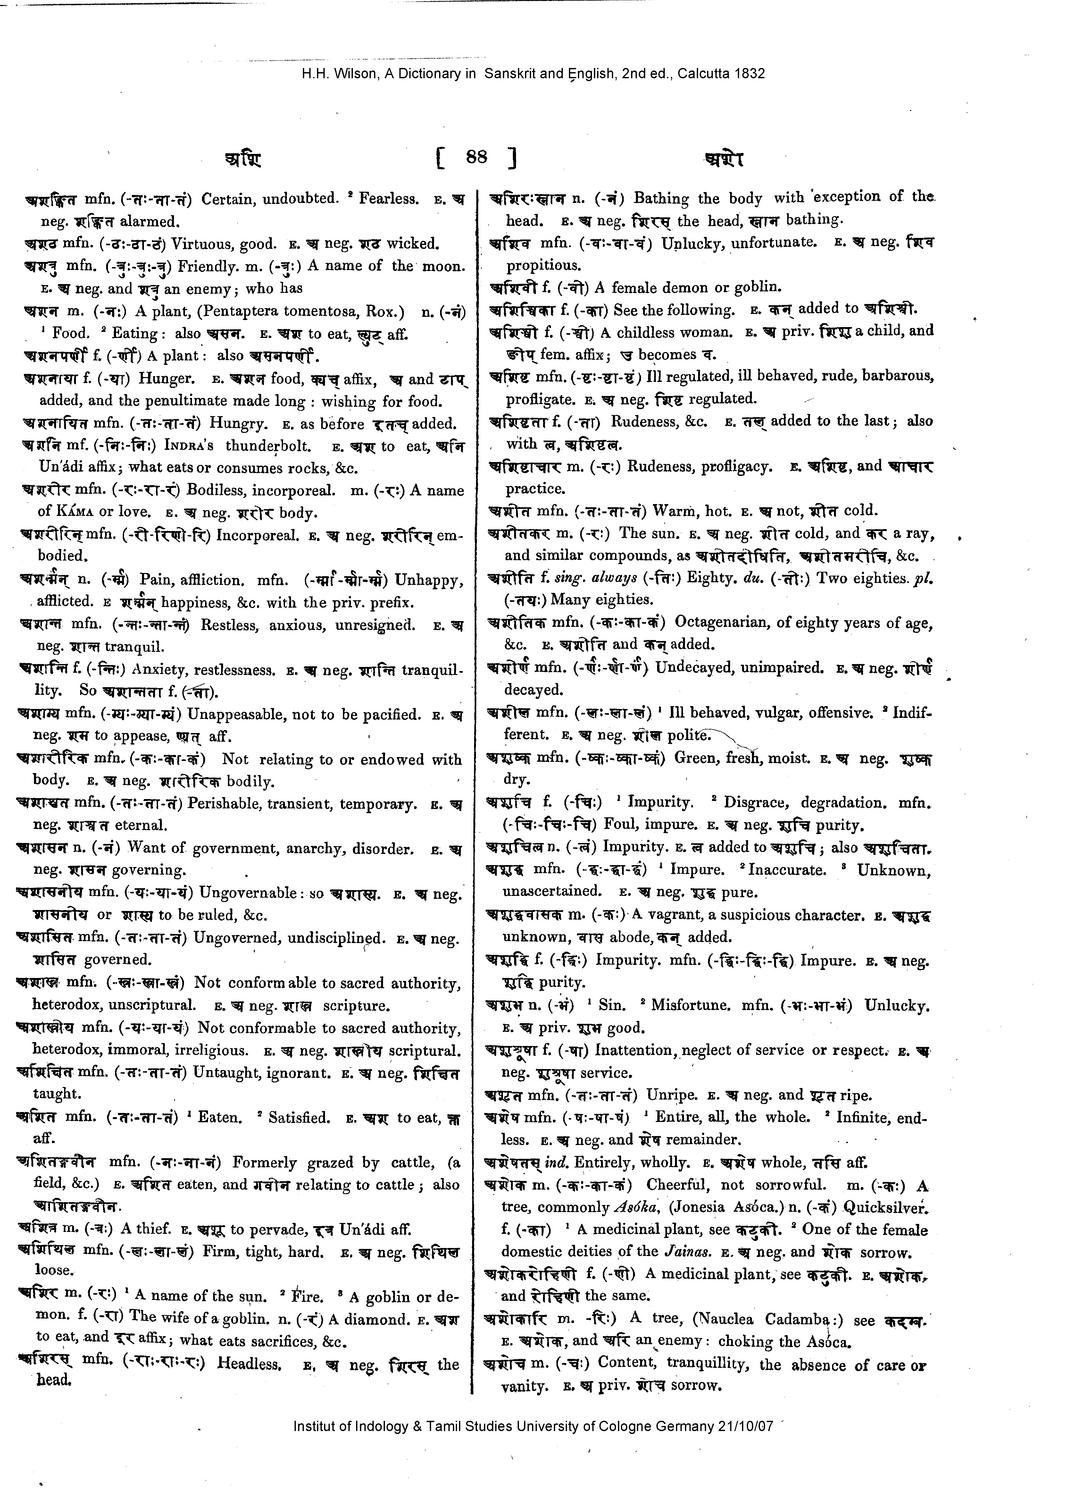 H.H. Wilson, A Dictionary in Sanskrit and English, 2nd ed., Calcutta 1832
अशि [ 88 ] अशो
अशङ्कित mfn. (-तः-ता-तं) Certain, undoubted. ² Fearless. E. अ
neg. शङ्कित alarmed.
अशठ mfn. (-ठः-ठा-ठं) Virtuous, good. E. अ neg. शठ wicked.
अशत्रु mfn. (-त्रुः-त्रुः-त्रु) Friendly. m. (-त्रुः) A name of the moon.
E. अ neg. and शत्रु an enemy; who has
अशन m. (-नः) A plant, (Pentaptera tomentosa, Rox.) n. (-नं)
¹ Food. ² Eating: also असन. E. अश to eat, ल्युट् aff.
अशनपर्णी f. (-र्णी) A plant: also असनपर्णी.
अशनाया f. (-या) Hunger. E. अशन food, क्यच् affix, अ and टाप्
added, and the penultimate made long: wishing for food.
अशनायित mfn. (-तः-ता-तं) Hungry. E. as before इतच् added.
अशनि mf. (-निः-निः) INDRA'S thunderbolt. E. अश to eat, अनि
Un'ádi affix; what eats or consumes rocks, &c.
अशरीर mfn. (-रः-रा-रं) Bodiless, incorporeal. m. (-रः) A name
of KÁMA or love. E. अ neg. शरीर body.
अशरीरिन् mfn. (-री-रिणी-रि) Incorporeal. E. अ neg. शरीरिन् em-
bodied.
अशर्म्मन् n. (-र्म्म) Pain, affliction. mfn. (-र्म्मा-र्म्मा-र्म्म) Unhappy,
afflicted. E शर्म्मन् happiness, &c. with the priv. prefix.
अशान्त mfn. (-न्तः-न्ता-न्तं) Restless, anxious, unresigned. E. अ
neg. शान्त tranquil.
अशान्ति f. (-न्तिः) Anxiety, restlessness. E. अ neg. शान्ति tranquil-
lity. So अशान्तता f. (-ता).
अशाम्य mfn. (-म्यः-म्या-म्यं) Unappeasable, not to be pacified. E. अ
neg. शम to appease, ण्यत् aff.
अशारीरिक mfn. (-कः-का-कं) Not relating to or endowed with
body. E. अ neg. शारीरिक bodily.
अशाश्वत mfn. (-तः-ता-तं) Perishable, transient, temporary. E. अ
neg. शाश्वत eternal.
अशासन n. (-नं) Want of government, anarchy, disorder. E. अ
neg. शासन governing.
अशासनीय mfn. (-यः-या-यं) Ungovernable: so अशास्य. E. अ neg.
शासनीय or शास्य to be ruled, &c.
अशासित mfn. (-तः-ता-तं) Ungoverned, undisciplined. E. अ neg.
शासित governed.
अशास्त्र mfn. (-स्त्रः-स्त्रा-स्त्रं) Not conformable to sacred authority,
heterodox, unscriptural. E. अ neg. शास्त्र scripture.
अशास्त्रीय mfn. (-यः-या-यं) Not conformable to sacred authority,
heterodox, immoral, irreligious. E. अ neg. शास्त्रीय scriptural.
अशिक्षित mfn. (-तः-ता-तं) Untaught, ignorant. E. अ neg. शिक्षित
taught.
अशित mfn. (-तः-ता-तं) ¹ Eaten. ² Satisfied. E. अश to eat, क्त
aff.
अशितङ्गवीन mfn. (-नः-ना-नं) Formerly grazed by cattle, (a
field, &c.) E. अशित eaten, and गवीन relating to cattle; also
आशितङ्गवीन.
अशित्र m. (-त्रः) A thief. E. अशू to pervade, इत्र Un'ádi aff.
अशिथिल mfn. (-लः-ला-लं) Firm, tight, hard. E. अ neg. शिथिल
loose.
अशिर m. (-रः) ¹ A name of the sun. ² Fire. ³ A goblin or de-
mon. f. (-रा) The wife of a goblin. n. (-रं) A diamond. E. अश
to eat, and इर affix; what eats sacrifices, &c.
अशिरस् mfn. (-राः-राः-रः) Headless. E. अ neg. शिरस् the
head.
अशिरःस्नान n. (-नं) Bathing the body with exception of the
head. E. अ neg. शिरस् the head, स्नान bathing.
अशिव mfn. (-वः-वा-वं) Unlucky, unfortunate. E. अ neg. शिव
propitious.
अशिवी f. (-वी) A female demon or goblin.
अशिश्विका f. (-का) See the following. E. कन् added to अशिश्वी.
अशिश्वी f. (-श्वी) A childless woman. E. अ priv. शिशु a child, and
ङीप् fem. affix; उ becomes व.
अशिष्ट mfn. (-ष्टः-ष्टा-ष्टं) Ill regulated, ill behaved, rude, barbarous,
profligate. E. अ neg. शिष्ट regulated.
अशिष्टता f. (-ता) Rudeness, &c. E. तल् added to the last; also
with त्व, अशिष्टत्व.
अशिष्टाचार m. (-रः) Rudeness, profligacy. E. अशिष्ट, and आचार
practice.
अशीत mfn. (-तः-ता-तं) Warm, hot. E. अ not, शीत cold.
अशीतकर m. (-रः) The sun. E. अ neg. शीत cold, and कर a ray,
and similar compounds, as अशीतदीधिति, अशीतमरीचि, &c.
अशीति f. sing. always (-तिः) Eighty. du. (-तीः) Two eighties. pl.
(-तयः) Many eighties.
अशीतिक mfn. (-कः-का-कं) Octagenarian, of eighty years of age,
&c. E. अशीति and कन् added.
अशीर्ण mfn. (-र्णः-र्णा-र्णं) Undecayed, unimpaired. E. अ neg. शीर्ण
decayed.
अशील mfn. (-लः-ला-लं) ¹ Ill behaved, vulgar, offensive. ² Indif-
ferent. E. अ neg. शील polite.
अशुष्क mfn. (-ष्कः-ष्का-ष्कं) Green, fresh, moist. E. अ neg. शुष्क
dry.
अशुचि f. (-चिः) ¹ Impurity. ² Disgrace, degradation. mfn.
(-चिः-चिः-चि) Foul, impure. E. अ neg. शुचि purity.
अशुचित्व n. (-त्वं) Impurity. E. त्व added to अशुचि; also अशुचिता.
अशुद्ध mfn. (-द्धः-द्धा-द्धं) ¹ Impure. ² Inaccurate. ³ Unknown,
unascertained. E. अ neg. शुद्ध pure.
अशुद्धवासक m. (-कः) A vagrant, a suspicious character. E. अशुद्ध
unknown, वास abode, कन् added.
अशुद्धि f. (-द्धिः) Impurity. mfn. (-द्धिः-द्धिः-द्धि) Impure. E. अ neg.
शुद्धि purity.
अशुभ n. (-भं) ¹ Sin. ² Misfortune. mfn. (-भः-भा-भं) Unlucky.
E. अ priv. शुभ good.
अशुश्रूषा f. (-षा) Inattention, neglect of service or respect. E. अ
neg. शुश्रूषा service.
अशृत mfn. (-तः-ता-तं) Unripe. E. अ neg. and शृत ripe.
अशेष mfn. (-षः-षा-षं) ¹ Entire, all, the whole. ² Infinite, end-
less. E. अ neg. and शेष remainder.
अशेषतस् ind. Entirely, wholly. E. अशेष whole, तसि aff.
अशोक m. (-कः-का-कं) Cheerful, not sorrowful. m. (-कः) A
tree, commonly Asóka, (Jonesia Asóca.) n. (-कं) Quicksilver.
f. (-का) ¹ A medicinal plant, see कटुकी. ² One of the female
domestic deities of the Jainas. E. अ neg. and शोक sorrow.
अशोकरोहिणी f. (-णी) A medicinal plant, see कटुकी. E. अशोक,
and रोहिणी the same.
अशोकारि m. -रिः) A tree, (Nauclea Cadamba:) see कदम्ब.
E. अशोक, and अरि an enemy: choking the Asóca.
अशोच m. (-चः) Content, tranquillity, the absence of care or
vanity. E. अ priv. शोच sorrow.
Institut of Indology & Tamil Studies University of Cologne Germany 21/10/07